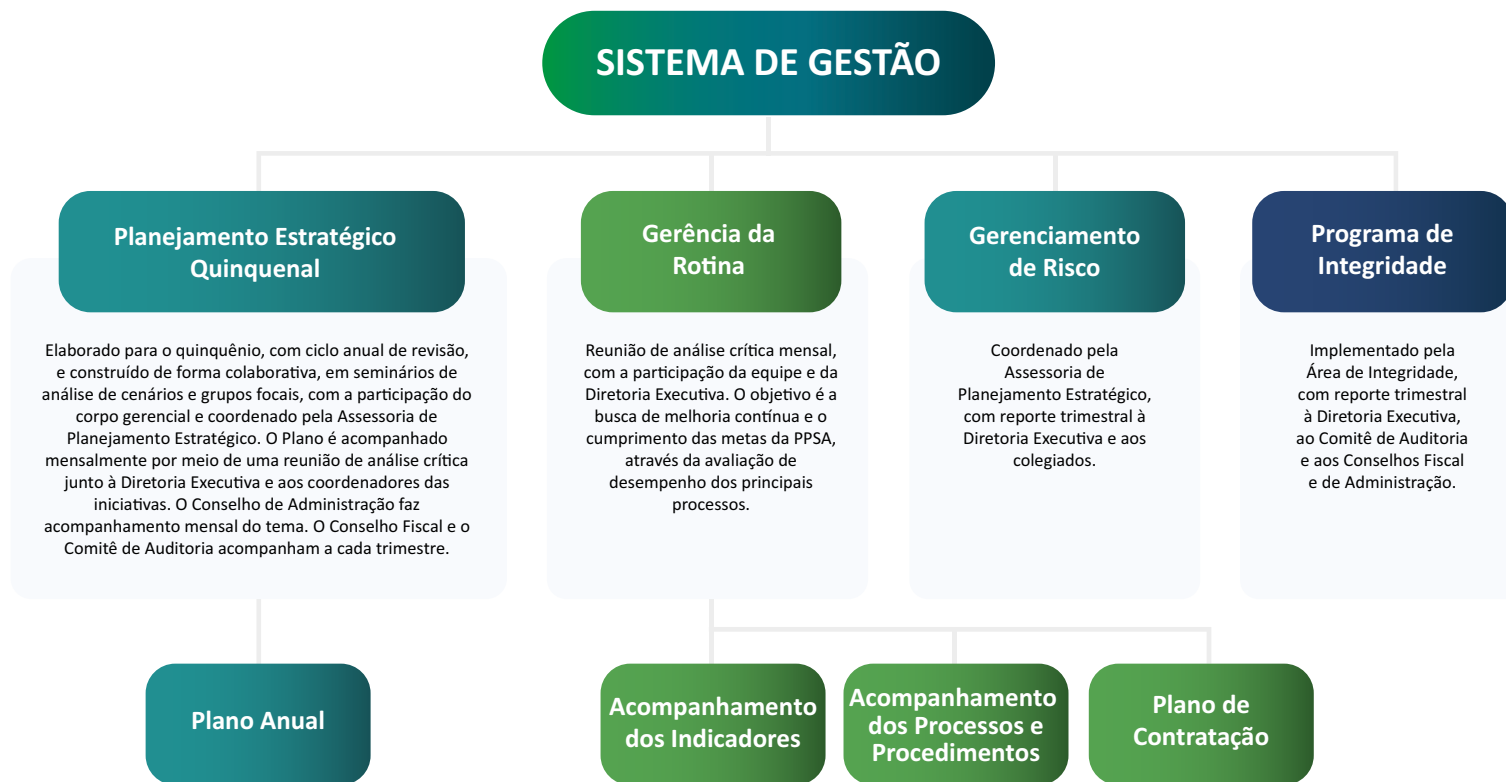 SISTEMA DE GESTÃO
Planejamento Estratégico
Quinquenal
Elaborado para o quinquênio, com ciclo anual de revisão,
e construído de forma colaborativa, em seminários de
análise de cenários e grupos focais, com a participação do
corpo gerencial e coordenado pela Assessoria de
Planejamento Estratégico. O Plano é acompanhado
mensalmente por meio de uma reunião de análise crítica
junto à Diretoria Executiva e aos coordenadores das
iniciativas. O Conselho de Administração faz
acompanhamento mensal do tema. O Conselho Fiscal e o
Comitê de Auditoria acompanham a cada trimestre.
Plano Anual
Gerência da
Rotina
Reunião de análise crítica mensal,
com a participação da equipe e da
Diretoria Executiva. O objetivo é a
busca de melhoria contínua e o
cumprimento das metas da PPSA,
através da avaliação de
desempenho dos principais
processos.
Acompanhamento
dos Indicadores
Acompanhamento
dos Processos e
Procedimentos
Plano de
Contratação
Gerenciamento
de Risco
Coordenado pela
Assessoria de
Planejamento Estratégico,
com reporte trimestral à
Diretoria Executiva e aos
colegiados.
Programa de
Integridade
Implementado pela
Área de Integridade,
com reporte trimestral
à Diretoria Executiva,
ao Comitê de Auditoria
e aos Conselhos Fiscal
e de Administração.